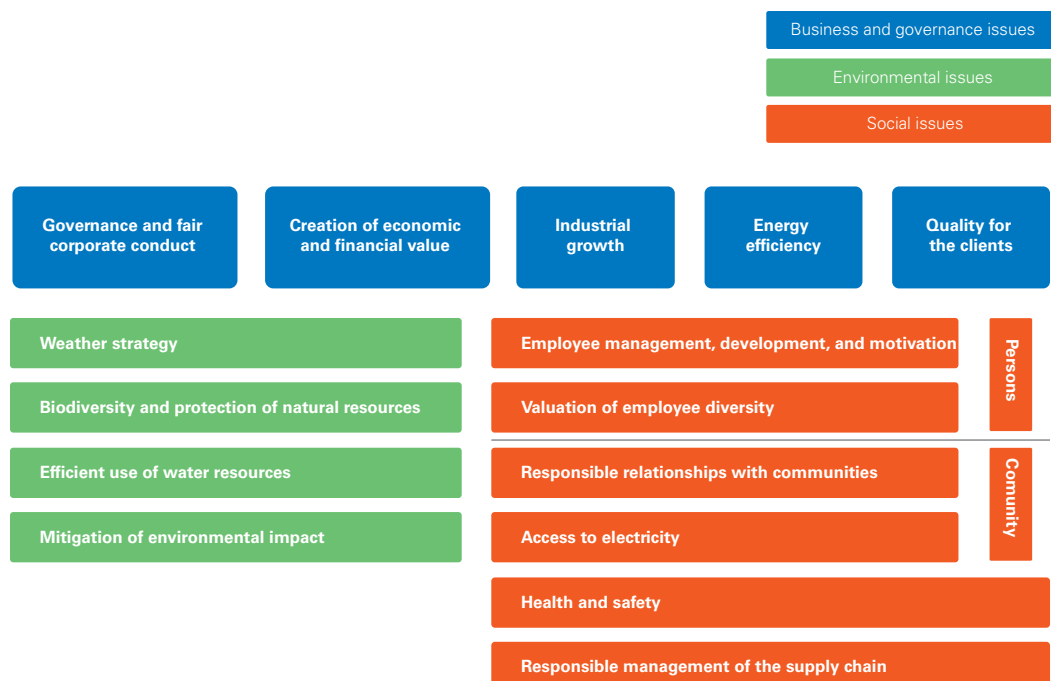 Business and governance issues
Environmental issues
Social issues
Governance and fair
corporate conduct
Creation of economic
and financial value
Industrial
growth
Energy
efficiency
Quality for
the clients
Weather strategy
Biodiversity and protection of natural resources
Efficient use of water resources
Mitigation of environmental impact
Employee management, development, and motivation
Valuation of employee diversity
Persons
Responsible relationships with communities
Access to electricity
Comunity
Health and safety
Responsible management of the supply chain